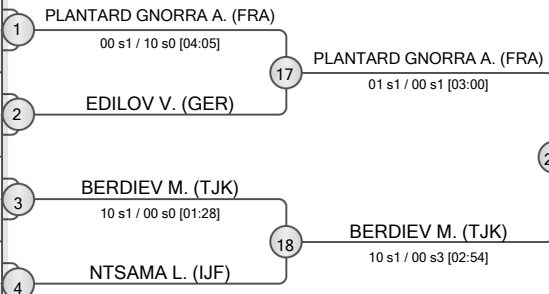 PLANTARD GNORRA A. (FRA)
1
00 s1 / 10 s0 [04:05]
17
PLANTARD GNORRA A. (FRA)
01 s1 / 00 s1 [03:00]
EDILOV V. (GER)
2
BERDIEV M. (TJK)
3
10 s1 / 00 s0 [01:28]
18
BERDIEV M. (TJK)
10 s1 / 00 s3 [02:54]
NTSAMA L. (IJF)
4